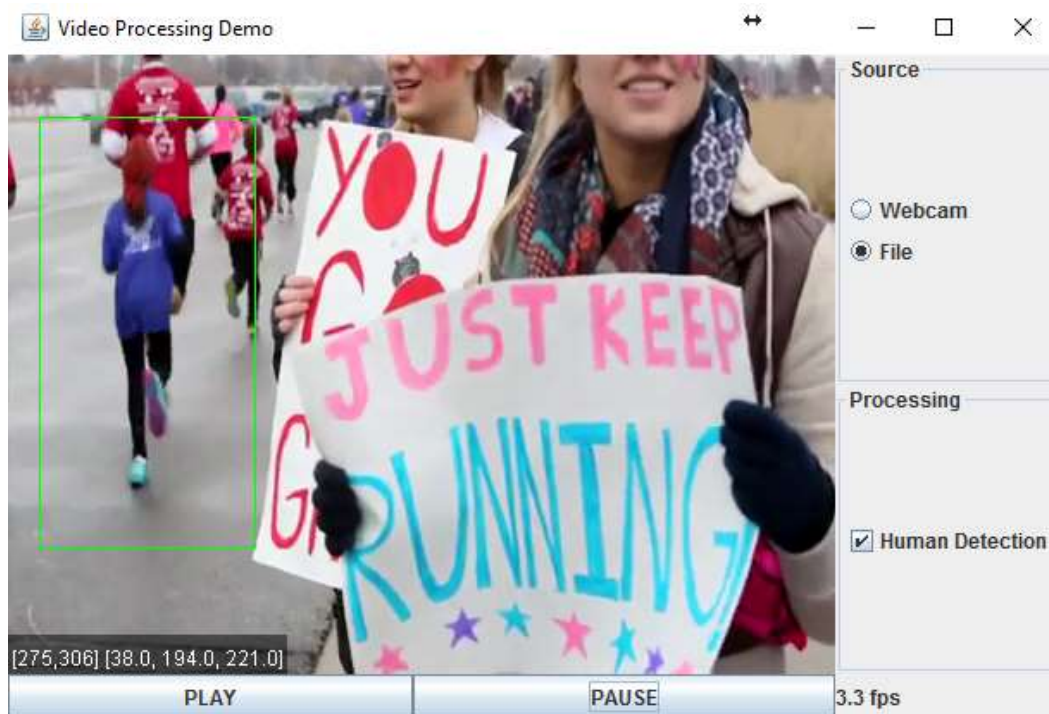 Video Processing Demo
Source
Webcam
File
Processing
Human Detection
YOU
G
JUST KEEP
RUNNING!
[275,306] [38.0, 194.0, 221.0]
PLAY
PAUSE
3.3 fps